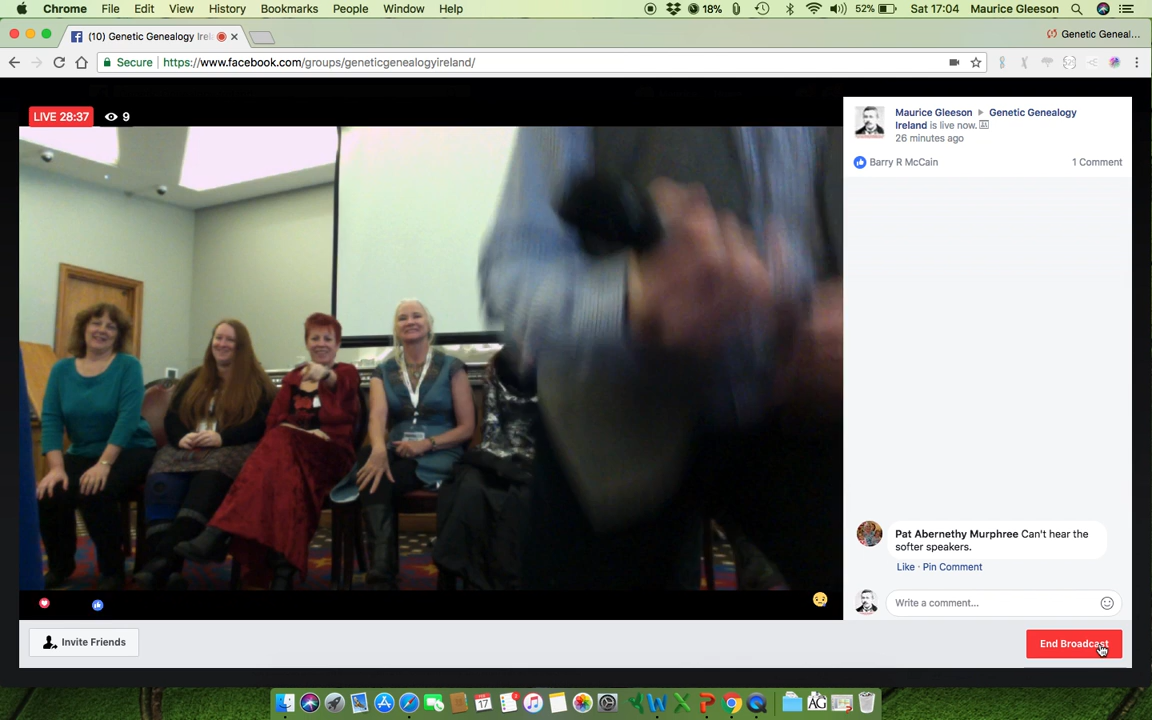 Chrome File Edit View History Bookmarks People Window Help 18% 52% Sat 17:04 Maurice Gleeson
(10) Genetic Genealogy Irel
Genetic Geneal...
Secure https://www.facebook.com/groups/geneticgenealogyireland/
LIVE 28:37 9
Maurice Gleeson Genetic Genealogy
Ireland is live now.
26 minutes ago
Barry R McCain 1 Comment
Pat Abernethy Murphree Can't hear the
softer speakers.
Like · Pin Comment
Write a comment...
Invite Friends
End Broadcast
17